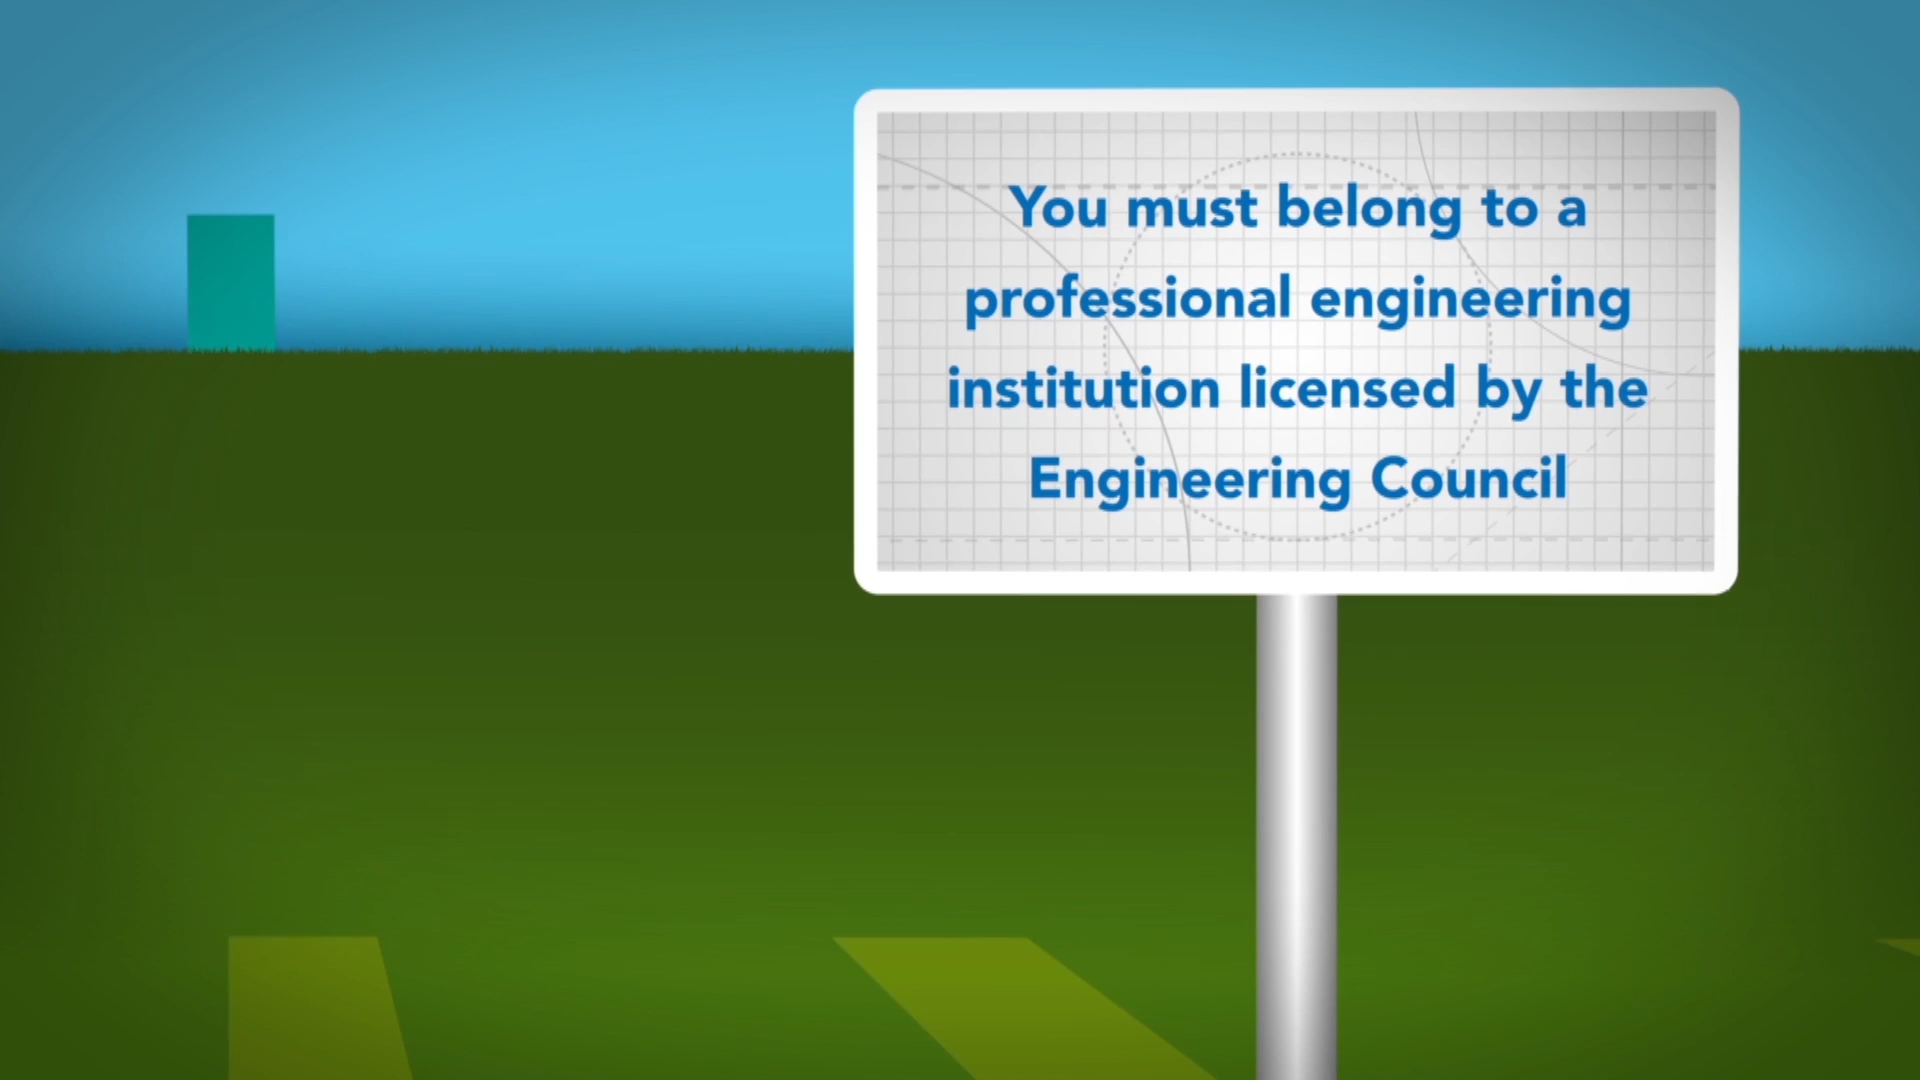 You must belong to a
professional engineering
institution licensed by the
Engineering Council